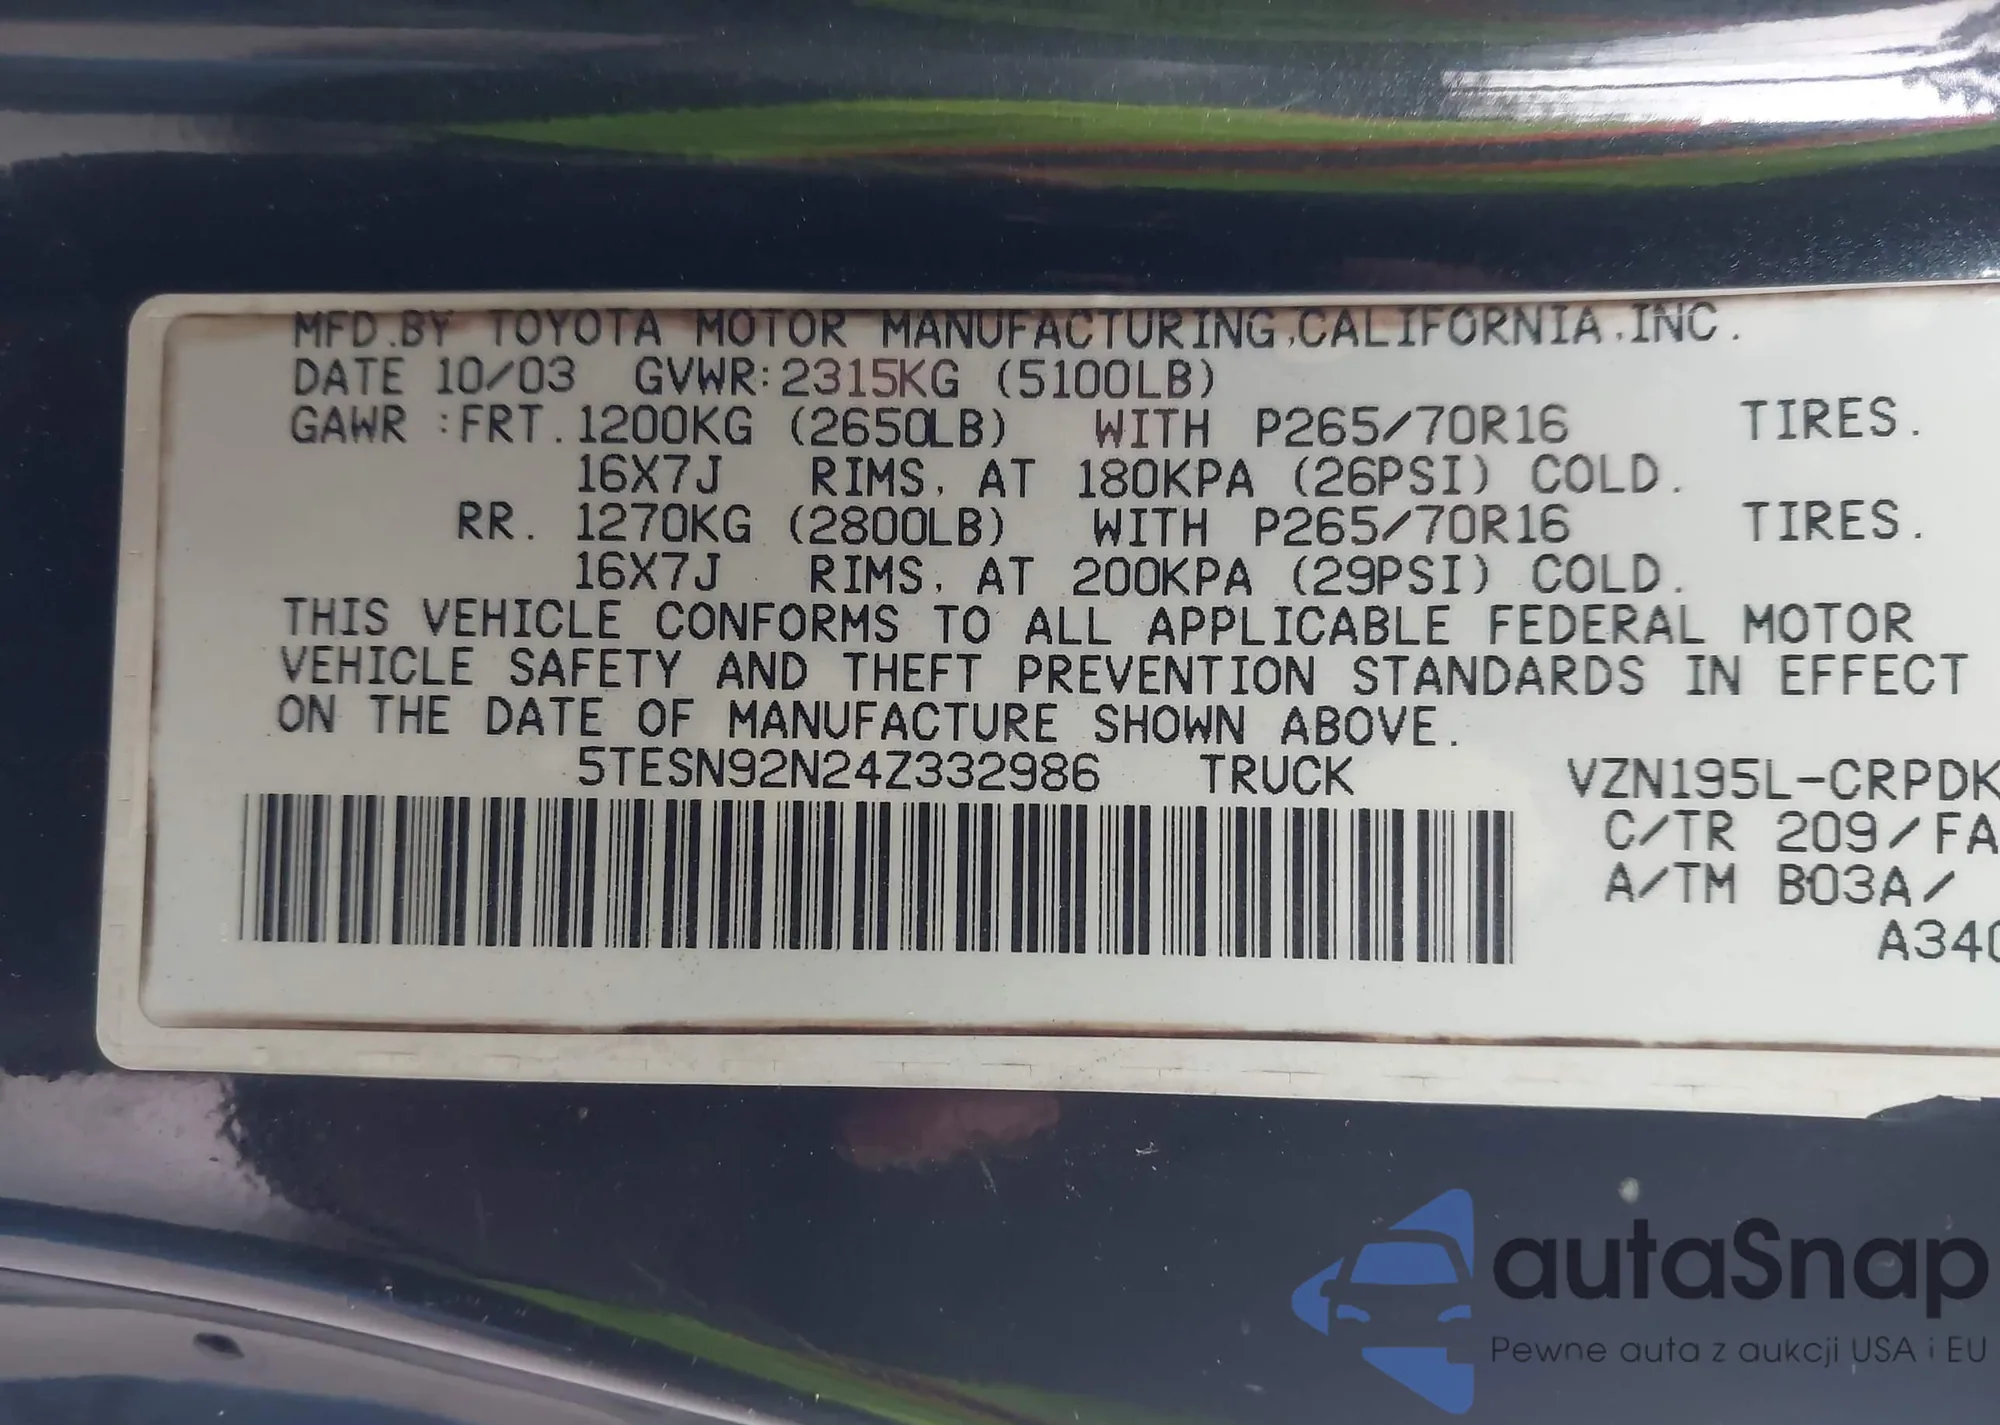 MFD.BY TOYOTA MOTOR MANUFACTURING,CALIFORNIA,INC.
DATE 10/03 GVWR:2315KG (5100LB)
GAWR :FRT. 1200KG (2650LB) WITH P265/70R16 TIRES.
16X7J RIMS, AT 180KPA (26PSI) COLD.
RR. 1270KG (2800LB) WITH P265/70R16 TIRES.
16X7J RIMS, AT 200KPA (29PSI) COLD.
THIS VEHICLE CONFORMS TO ALL APPLICABLE FEDERAL MOTOR
VEHICLE SAFETY AND THEFT PREVENTION STANDARDS IN EFFECT
ON THE DATE OF MANUFACTURE SHOWN ABOVE.
5TESN92N24Z332986 TRUCK VZN195L-CRPDK
C/TR 209/FA
A/TM B03A/
A340
autaSnap
Pewne auta z aukcji USA i EU